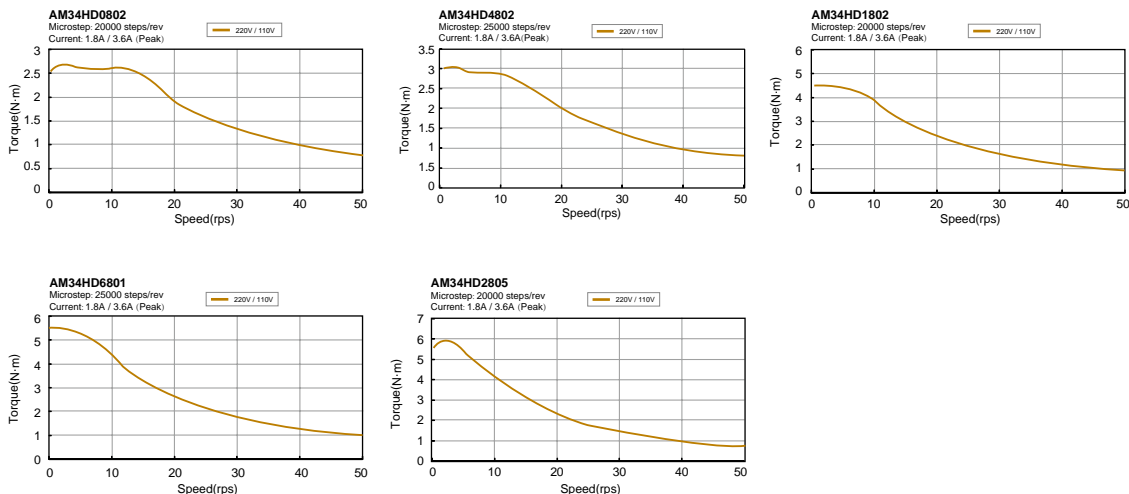 AM34HD0802
Microstep: 20000 steps/rev
Current: 1.8A / 3.6A (Peak)
220V / 110V
Torque(N·m)
3
2.5
2
1.5
1
0.5
0
0 10 20 30 40 50
Speed(rps)
AM34HD4802
Microstep: 25000 steps/rev
Current: 1.8A / 3.6A (Peak)
220V / 110V
Torque(N·m)
3.5
3
2.5
2
1.5
1
0.5
0
0 10 20 30 40 50
Speed(rps)
AM34HD1802
Microstep: 20000 steps/rev
Current: 1.8A / 3.6A (Peak)
220V / 110V
Torque(N·m)
6
5
4
3
2
1
0
0 10 20 30 40 50
Speed(rps)
AM34HD6801
Microstep: 25000 steps/rev
Current: 1.8A / 3.6A (Peak)
220V / 110V
Torque(N·m)
6
5
4
3
2
1
0
0 10 20 30 40 50
Speed(rps)
AM34HD2805
Microstep: 20000 steps/rev
Current: 1.8A / 3.6A (Peak)
220V / 110V
Torque(N·m)
7
6
5
4
3
2
1
0
0 10 20 30 40 50
Speed(rps)